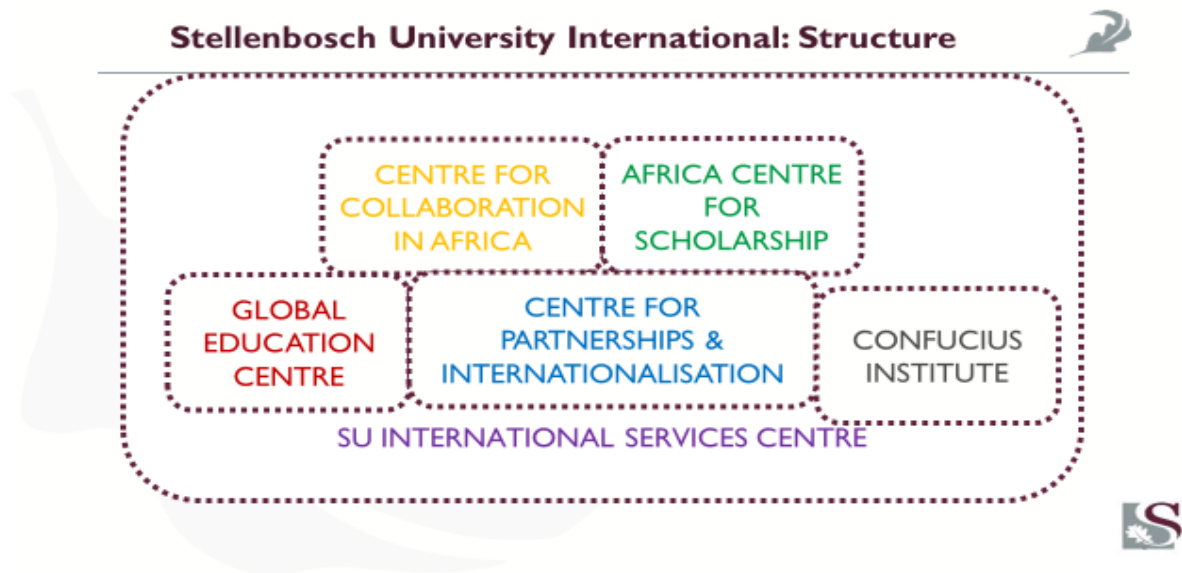 Stellenbosch University International: Structure
CENTRE FOR
COLLABORATION
IN AFRICA
AFRICA CENTRE
FOR
SCHOLARSHIP
GLOBAL
EDUCATION
CENTRE
CENTRE FOR
PARTNERSHIPS &
INTERNATIONALISATION
CONFUCIUS
INSTITUTE
SU INTERNATIONAL SERVICES CENTRE
S